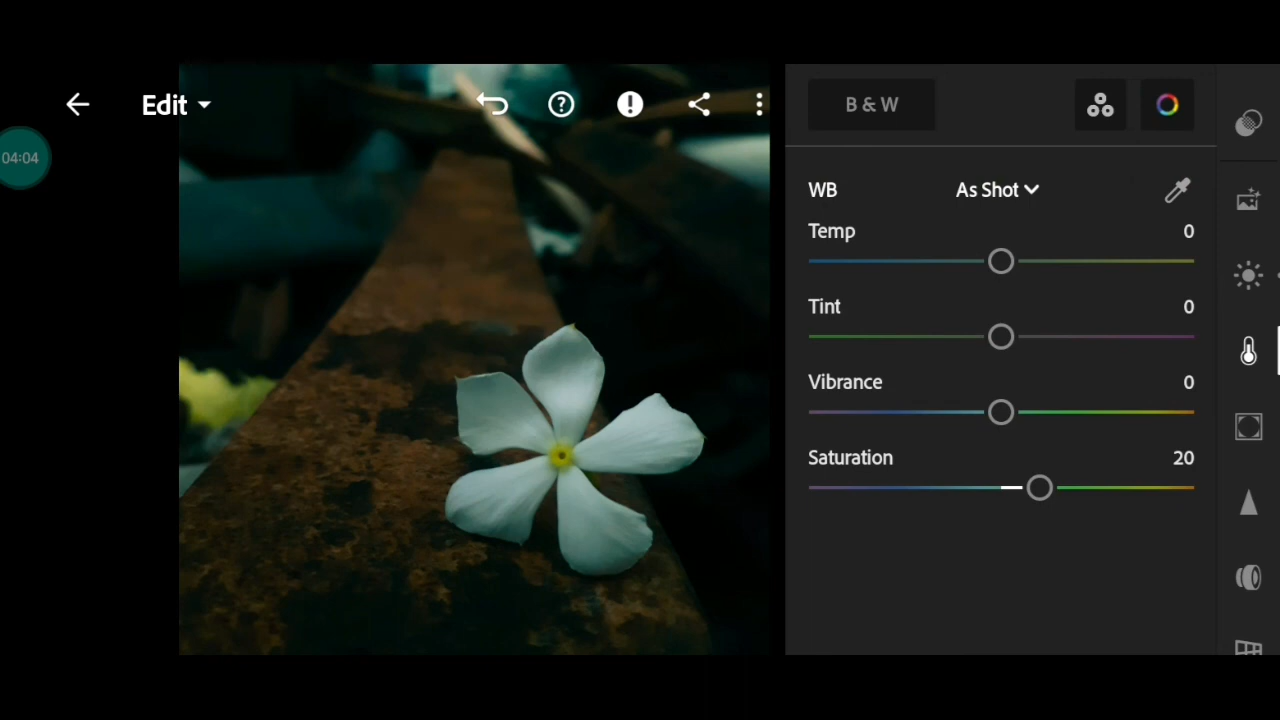 Edit
04:04
B & W
WB As Shot
Temp 0
Tint 0
Vibrance 0
Saturation 20